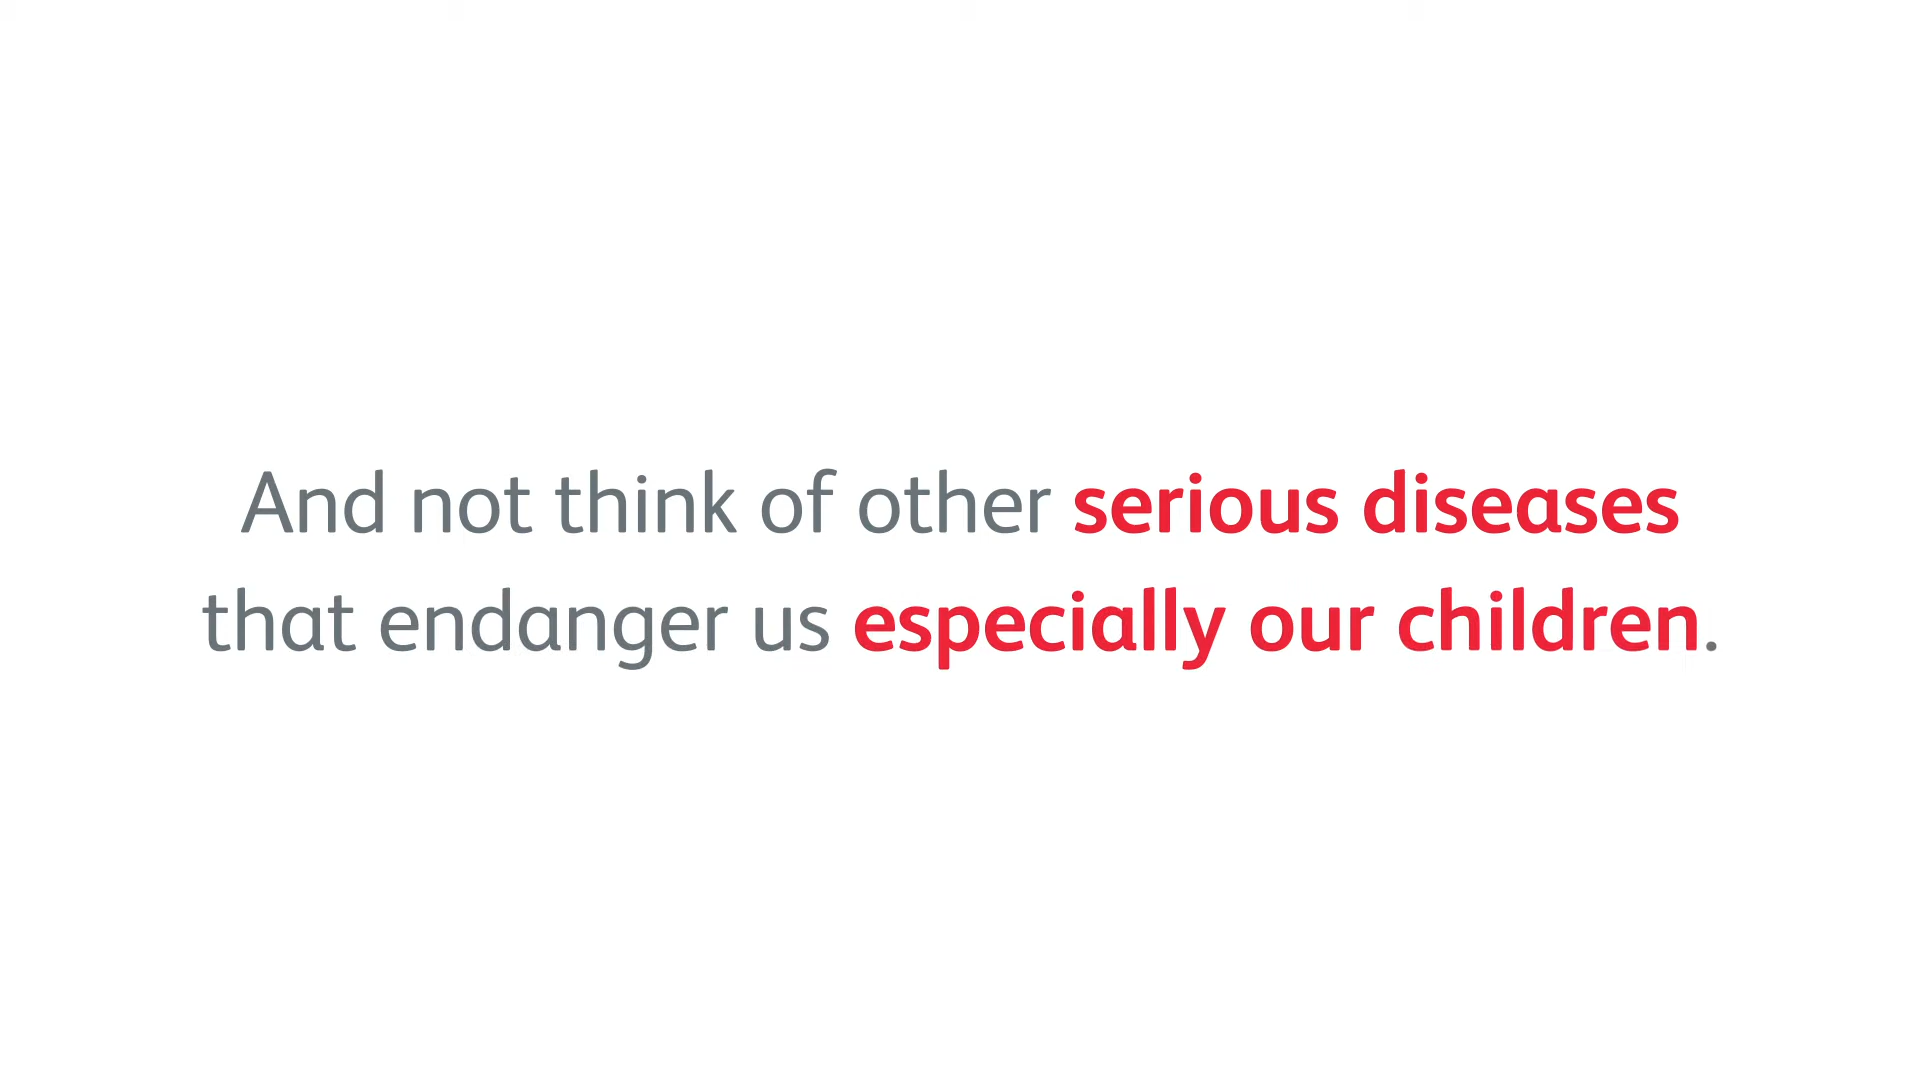 And not think of other serious diseases
that endanger us especially our children.